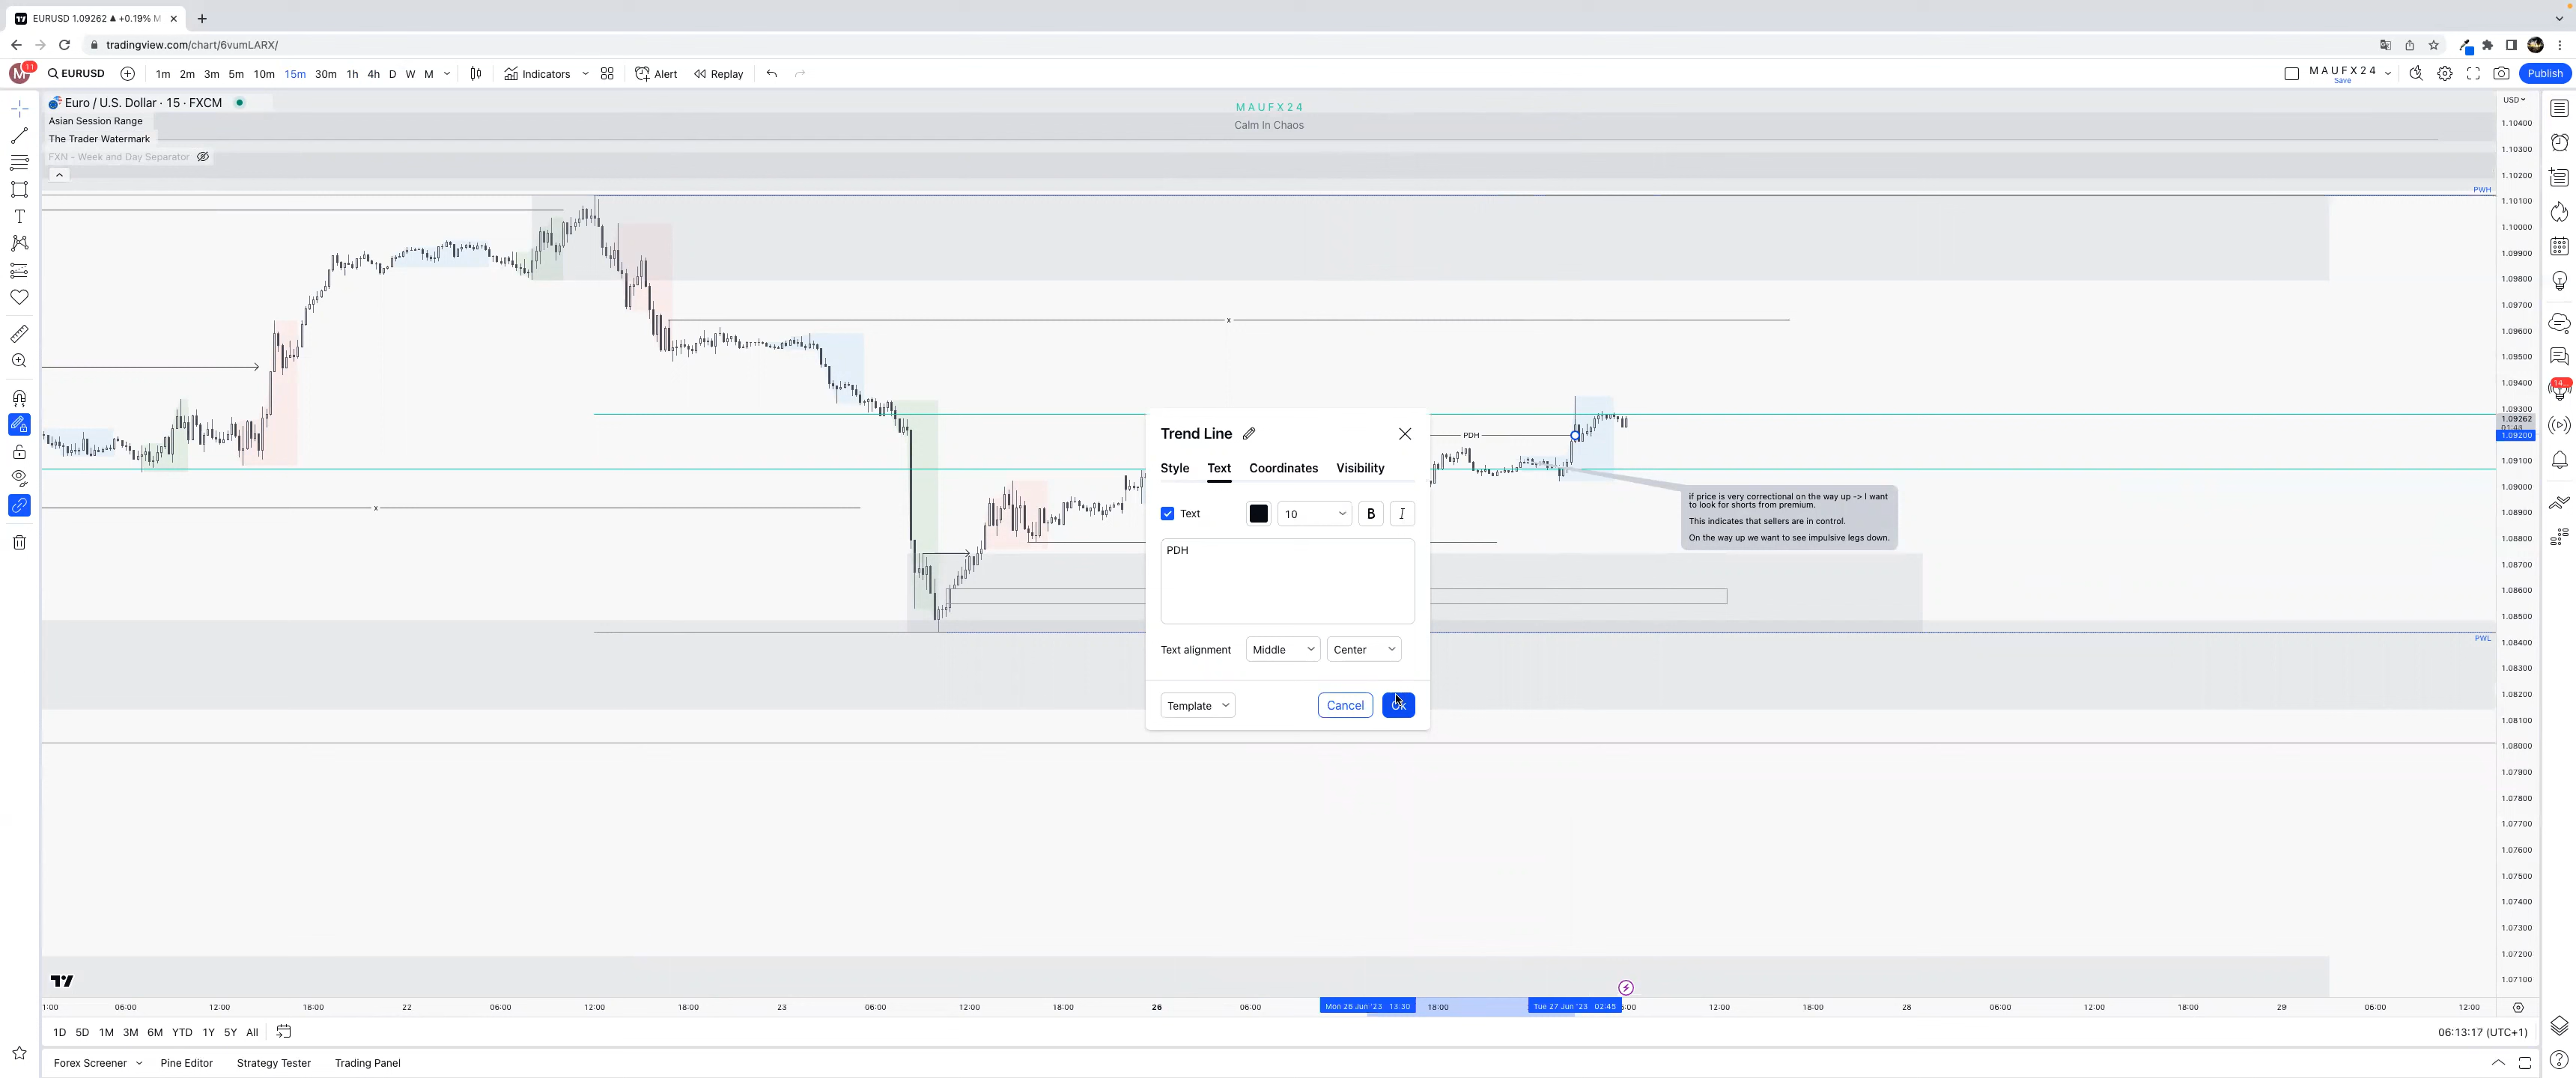 EURUSD 1.09262 ▲ +0.19% M
tradingview.com/chart/6vumLARX/
M 11 EURUSD 1m 2m 3m 5m 10m 15m 30m 1h 4h D W M Indicators Alert Replay MAUFX24 Save Publish
Euro / U.S. Dollar · 15 · FXCM
Asian Session Range
The Trader Watermark
FXN - Week and Day Separator
MAUFX24
Calm In Chaos
USD
1.10400
1.10300
1.10200
PWH
1.10100
1.10000
1.09900
1.09800
1.09700
x
1.09600
1.09500
1.09400
1.09300
1.09262
01:43
1.09200
PDH
1.09100
1.09000
x
1.08900
1.08800
1.08700
1.08600
1.08500
PWL
1.08400
1.08300
1.08200
1.08100
1.08000
1.07900
1.07800
1.07700
1.07600
1.07500
1.07400
1.07300
1.07200
1.07100
if price is very correctional on the way up -> I want
to look for shorts from premium.
This indicates that sellers are in control.
On the way up we want to see impulsive legs down.
Trend Line
Style Text Coordinates Visibility
Text 10 B I
PDH
Text alignment Middle Center
Template Cancel Ok
14
1:00 06:00 12:00 18:00 22 06:00 12:00 18:00 23 06:00 12:00 18:00 26 06:00 Mon 26 Jun '23 13:30 18:00 Tue 27 Jun '23 02:45 :00 12:00 18:00 28 06:00 12:00 18:00 29 06:00 12:00
1D 5D 1M 3M 6M YTD 1Y 5Y All 06:13:17 (UTC+1)
Forex Screener Pine Editor Strategy Tester Trading Panel